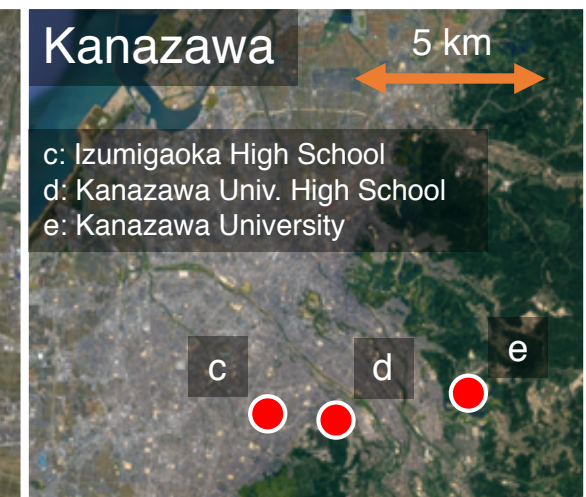 Kanazawa
5 km
c: Izumigaoka High School
d: Kanazawa Univ. High School
e: Kanazawa University
c
d
e